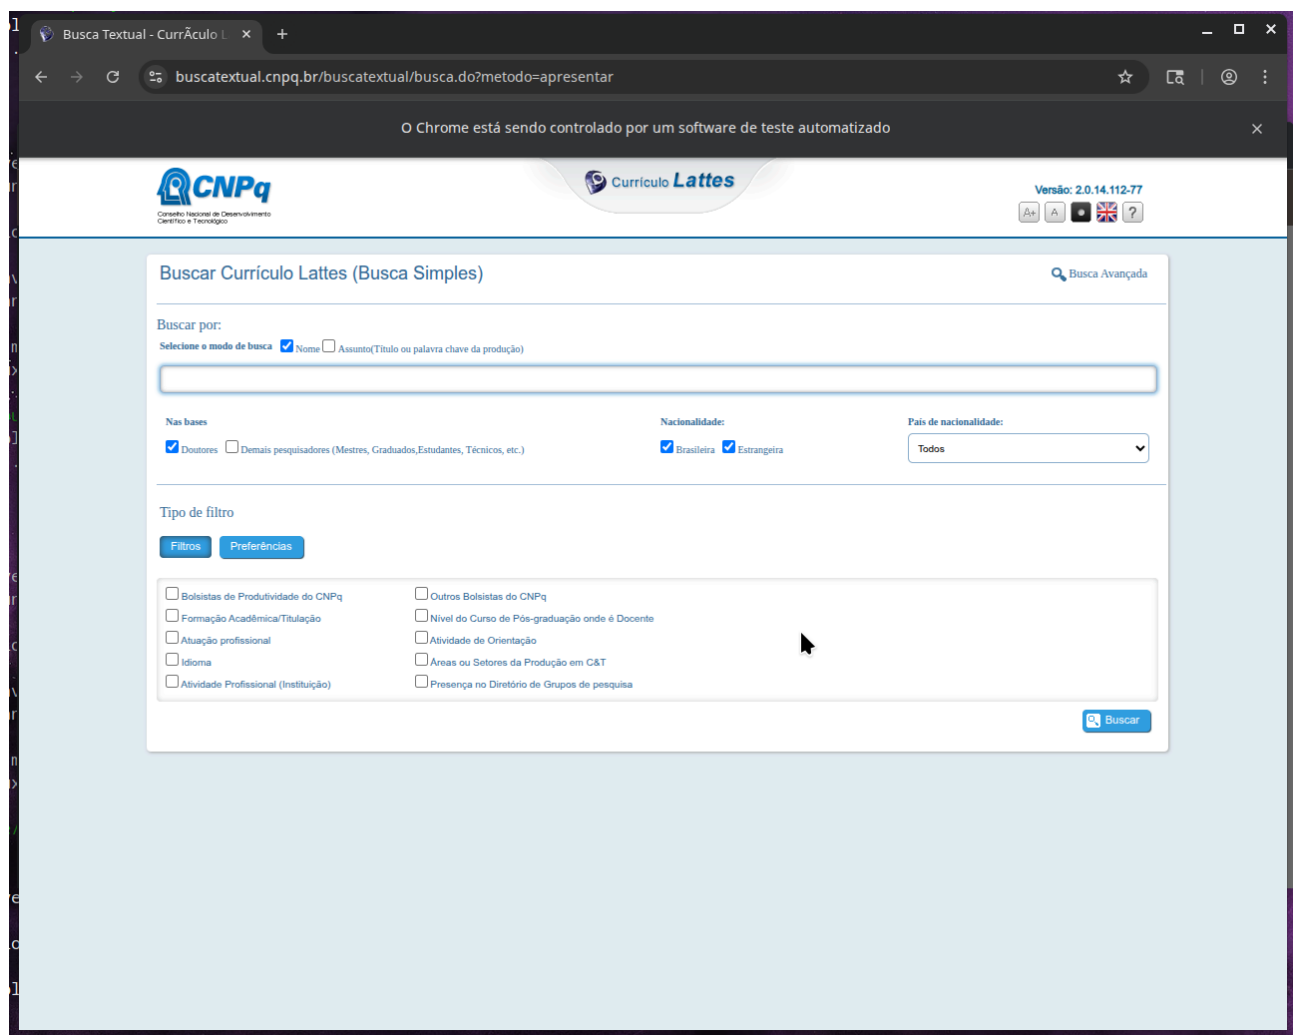 Busca Textual - CurrÃculo L
buscatextual.cnpq.br/buscatextual/busca.do?metodo=apresentar
O Chrome está sendo controlado por um software de teste automatizado
CNPq
Conselho Nacional de Desenvolvimento
Científico e Tecnológico
Currículo Lattes
Versão: 2.0.14.112-77
A+ A ?
Buscar Currículo Lattes (Busca Simples)
Busca Avançada
Buscar por:
Selecione o modo de busca Nome Assunto(Título ou palavra chave da produção)
Nas bases Nacionalidade: País de nacionalidade:
Doutores Demais pesquisadores (Mestres, Graduados,Estudantes, Técnicos, etc.) Brasileira Estrangeira Todos
Tipo de filtro
Filtros Preferências
Bolsistas de Produtividade do CNPq Outros Bolsistas do CNPq
Formação Acadêmica/Titulação Nível do Curso de Pós-graduação onde é Docente
Atuação profissional Atividade de Orientação
Idioma Áreas ou Setores da Produção em C&T
Atividade Profissional (Instituição) Presença no Diretório de Grupos de pesquisa
Buscar